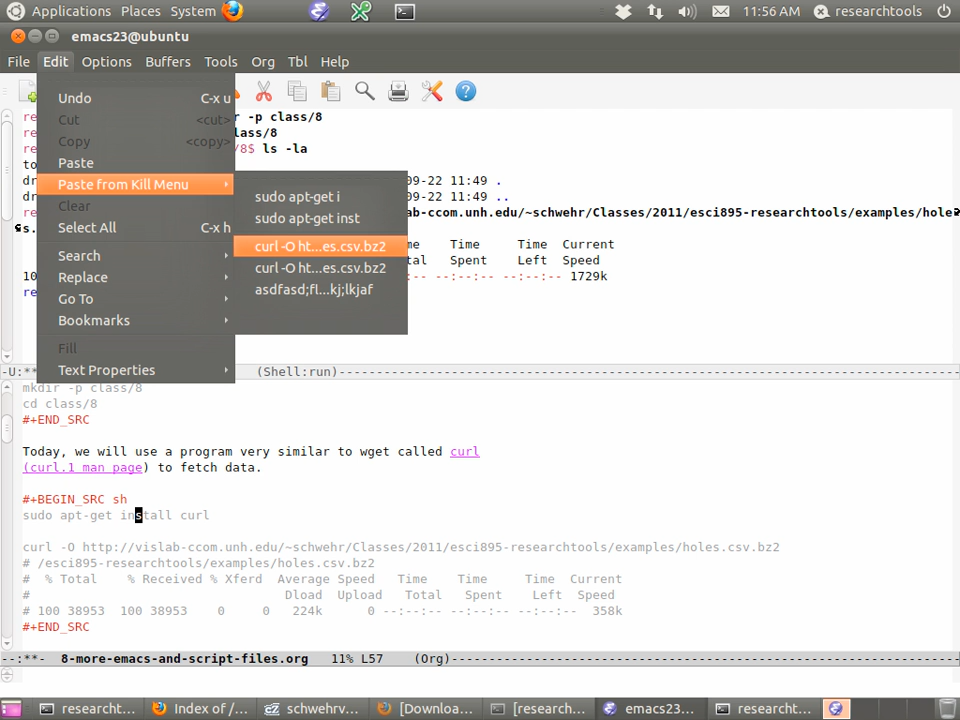 Applications Places System 11:56 AM researchtools
emacs23@ubuntu
File Edit Options Buffers Tools Org Tbl Help
Undo C-x u
Cut <cut>
Copy <copy>
Paste
Paste from Kill Menu
Clear
Select All C-x h
Search
Replace
Go To
Bookmarks
Fill
Text Properties
sudo apt-get i
sudo apt-get inst
curl -O ht...es.csv.bz2
curl -O ht...es.csv.bz2
asdfasd;fl...kj;lkjaf
re r -p class/8
re lass/8
re /8$ ls -la
to
dr 09-22 11:49 .
dr 09-22 11:49 ..
re ab-ccom.unh.edu/~schwehr/Classes/2011/esci895-researchtools/examples/hole
s.
me Time Time Current
tal Spent Left Speed
10 :-- --:--:-- --:--:-- 1729k
re
-U:** (Shell:run)
mkdir -p class/8
cd class/8
#+END_SRC
Today, we will use a program very similar to wget called curl
(curl.1 man page) to fetch data.
#+BEGIN_SRC sh
sudo apt-get install curl
curl -O http://vislab-ccom.unh.edu/~schwehr/Classes/2011/esci895-researchtools/examples/holes.csv.bz2
# /esci895-researchtools/examples/holes.csv.bz2
# % Total % Received % Xferd Average Speed Time Time Time Current
# Dload Upload Total Spent Left Speed
# 100 38953 100 38953 0 0 224k 0 --:--:-- --:--:-- --:--:-- 358k
#+END_SRC
--:**- 8-more-emacs-and-script-files.org 11% L57 (Org)
researcht... Index of /... schwehrv... [Downloa... [research... emacs23... researcht...